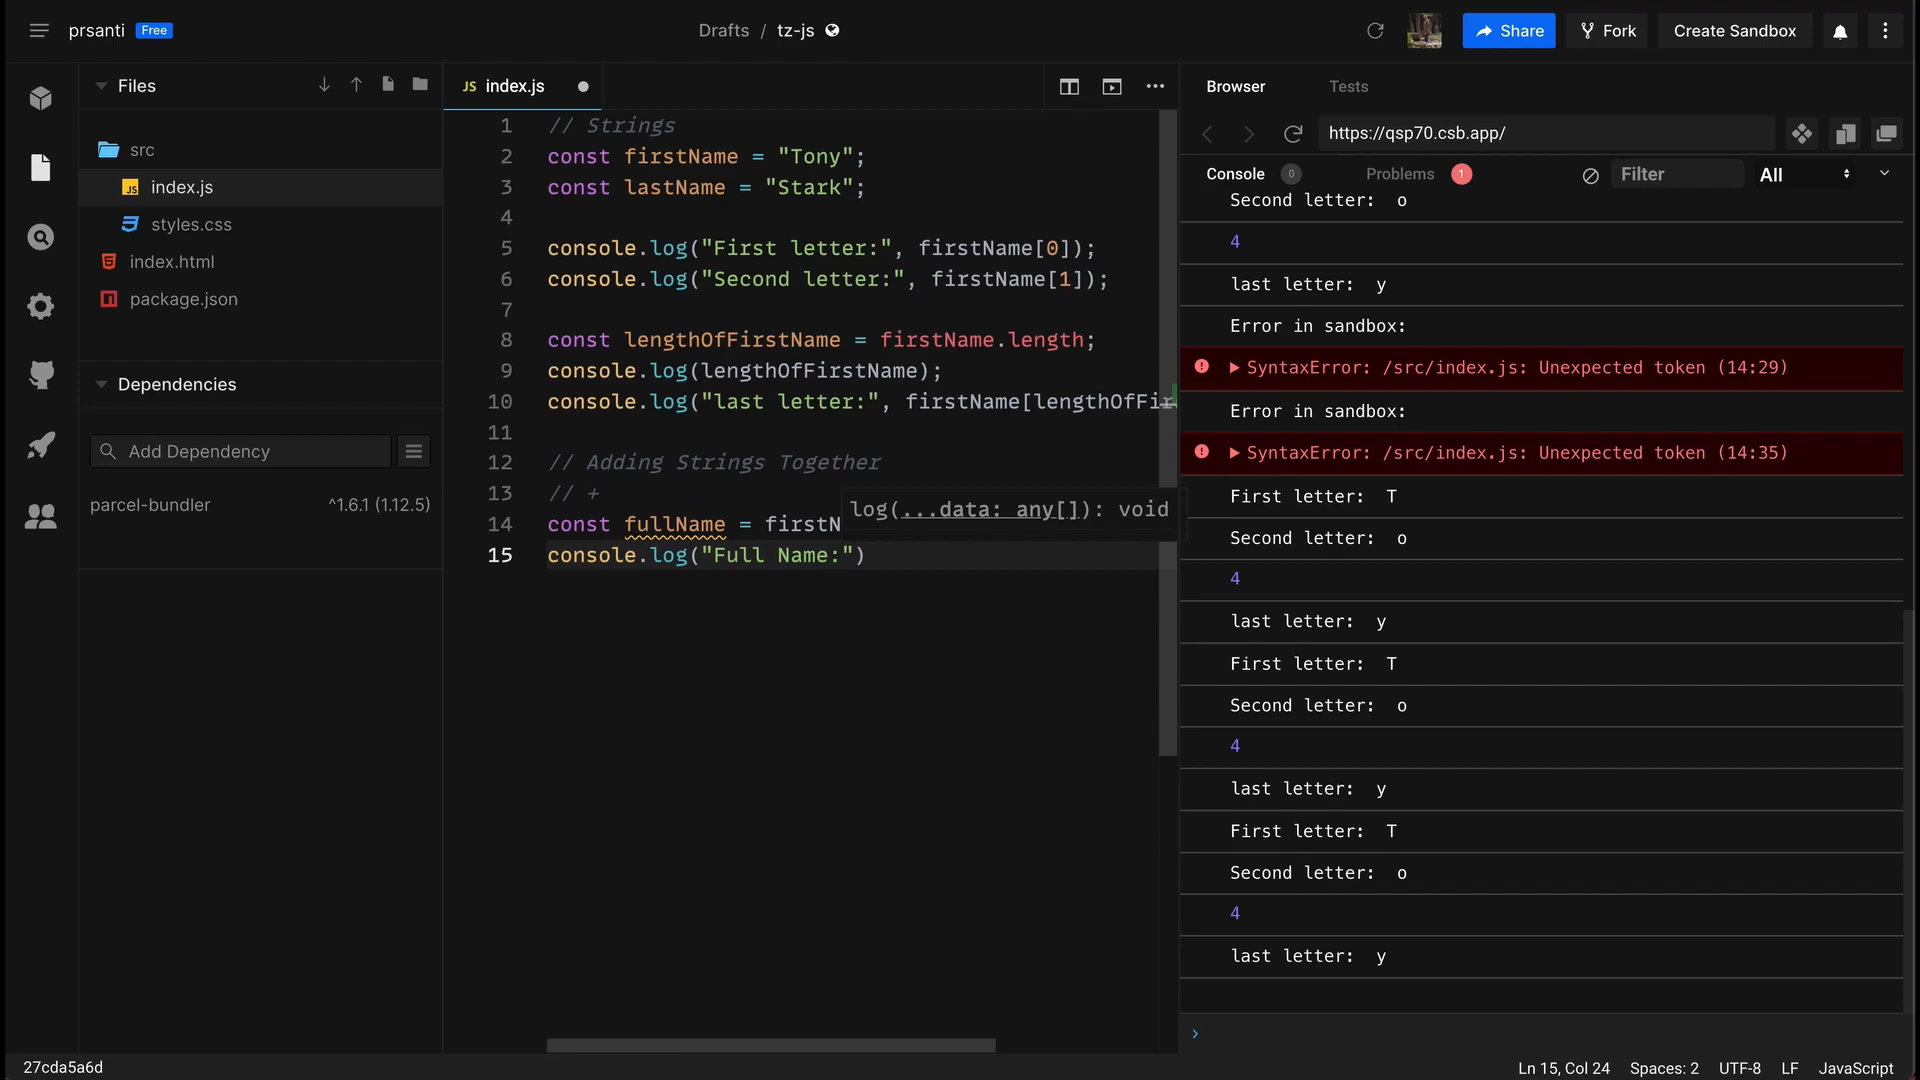 prsanti Free
Drafts / tz-js
Share
Fork
Create Sandbox
Files
src
JS index.js
styles.css
index.html
package.json
Dependencies
Add Dependency
parcel-bundler ^1.6.1 (1.12.5)
JS index.js
1 // Strings
2 const firstName = "Tony";
3 const lastName = "Stark";
4
5 console.log("First letter:", firstName[0]);
6 console.log("Second letter:", firstName[1]);
7
8 const lengthOfFirstName = firstName.length;
9 console.log(lengthOfFirstName);
10 console.log("last letter:", firstName[lengthOfFir
11
12 // Adding Strings Together
13 // +
log(...data: any[]): void
14 const fullName = firstN
15 console.log("Full Name:")
Browser Tests
https://qsp70.csb.app/
Console 0 Problems 1 Filter All
Second letter: o
4
last letter: y
Error in sandbox:
SyntaxError: /src/index.js: Unexpected token (14:29)
Error in sandbox:
SyntaxError: /src/index.js: Unexpected token (14:35)
First letter: T
Second letter: o
4
last letter: y
First letter: T
Second letter: o
4
last letter: y
First letter: T
Second letter: o
4
last letter: y
27cda5a6d
Ln 15, Col 24 Spaces: 2 UTF-8 LF JavaScript